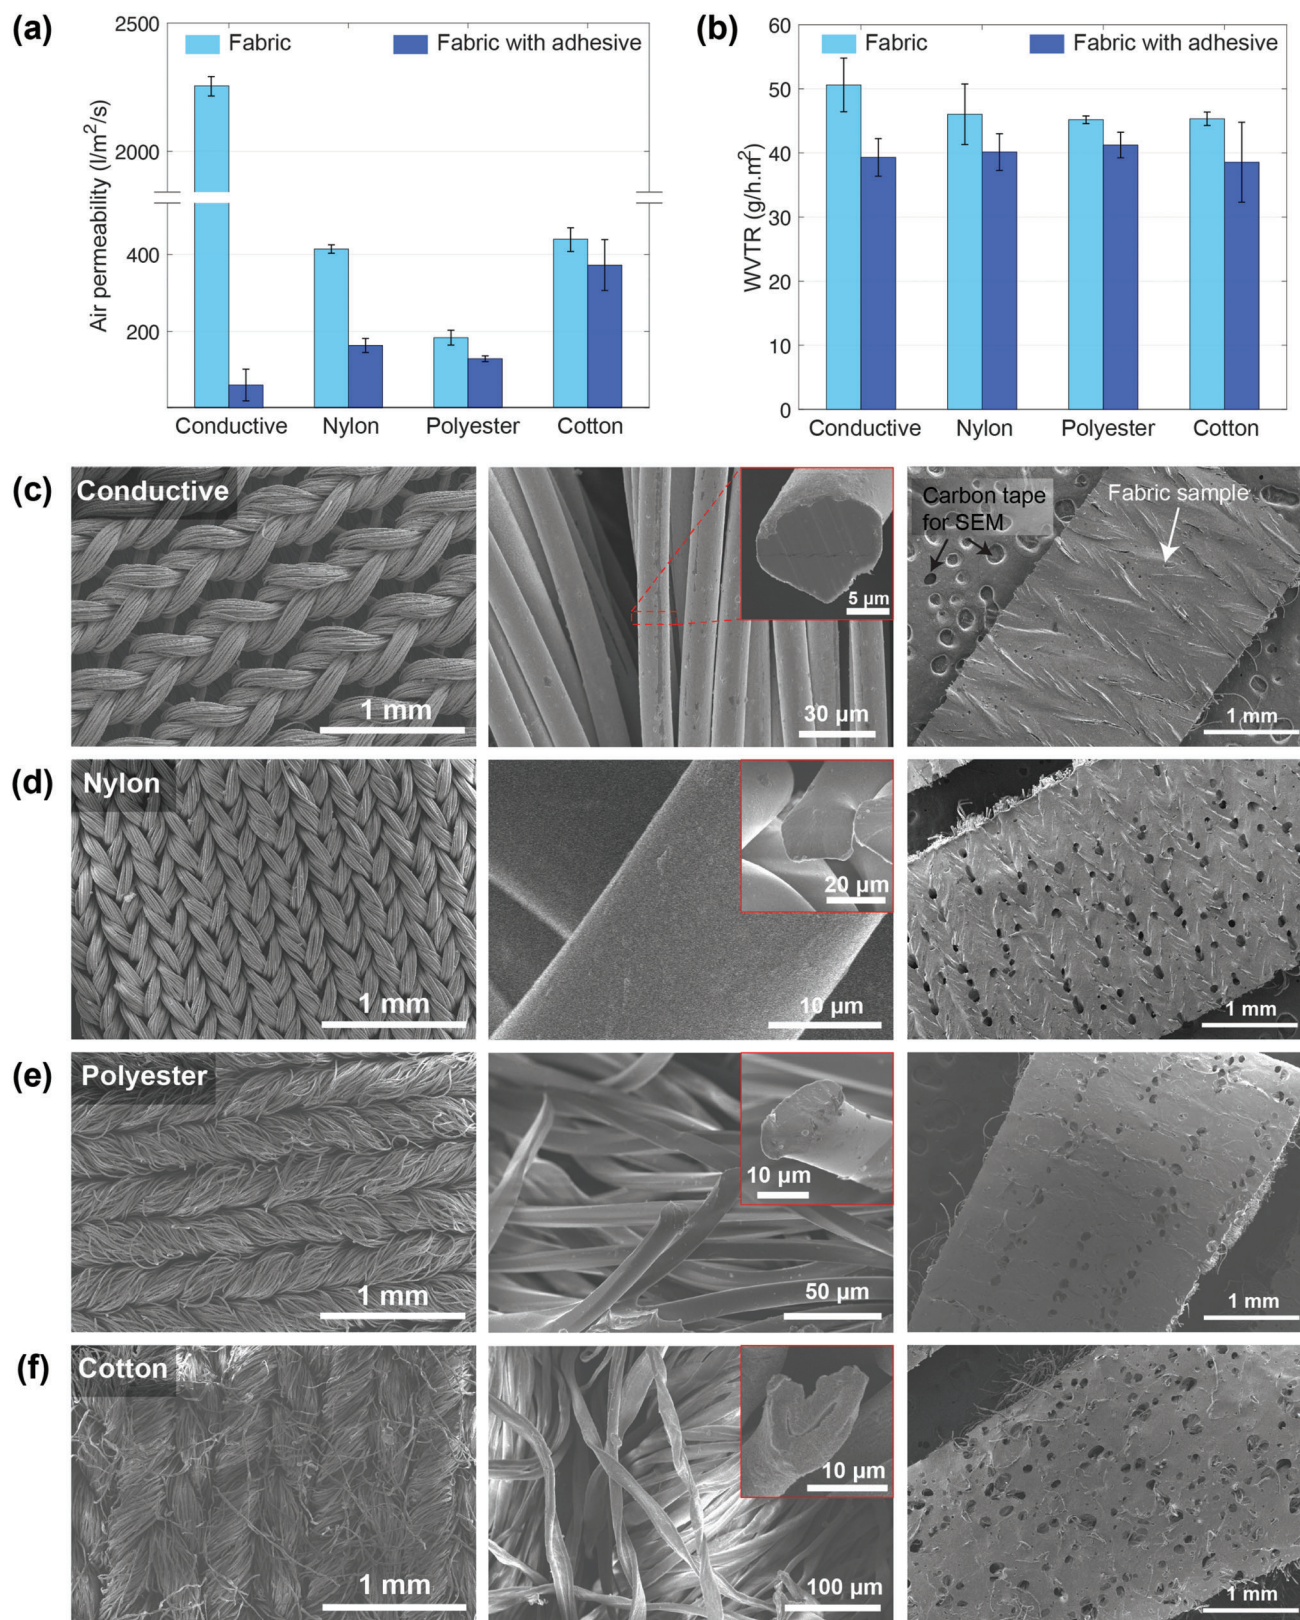 (a)
2500
Fabric
Fabric with adhesive
2000
400
200
Air permeability (l/m²/s)
Conductive Nylon Polyester Cotton
(b)
60
Fabric
Fabric with adhesive
50
40
30
20
10
0
WVTR (g/h.m²)
Conductive Nylon Polyester Cotton
(c)
Conductive
1 mm
5 µm
30 µm
Carbon tape
for SEM
Fabric sample
1 mm
(d)
Nylon
1 mm
20 µm
10 µm
1 mm
(e)
Polyester
1 mm
10 µm
50 µm
1 mm
(f)
Cotton
1 mm
10 µm
100 µm
1 mm